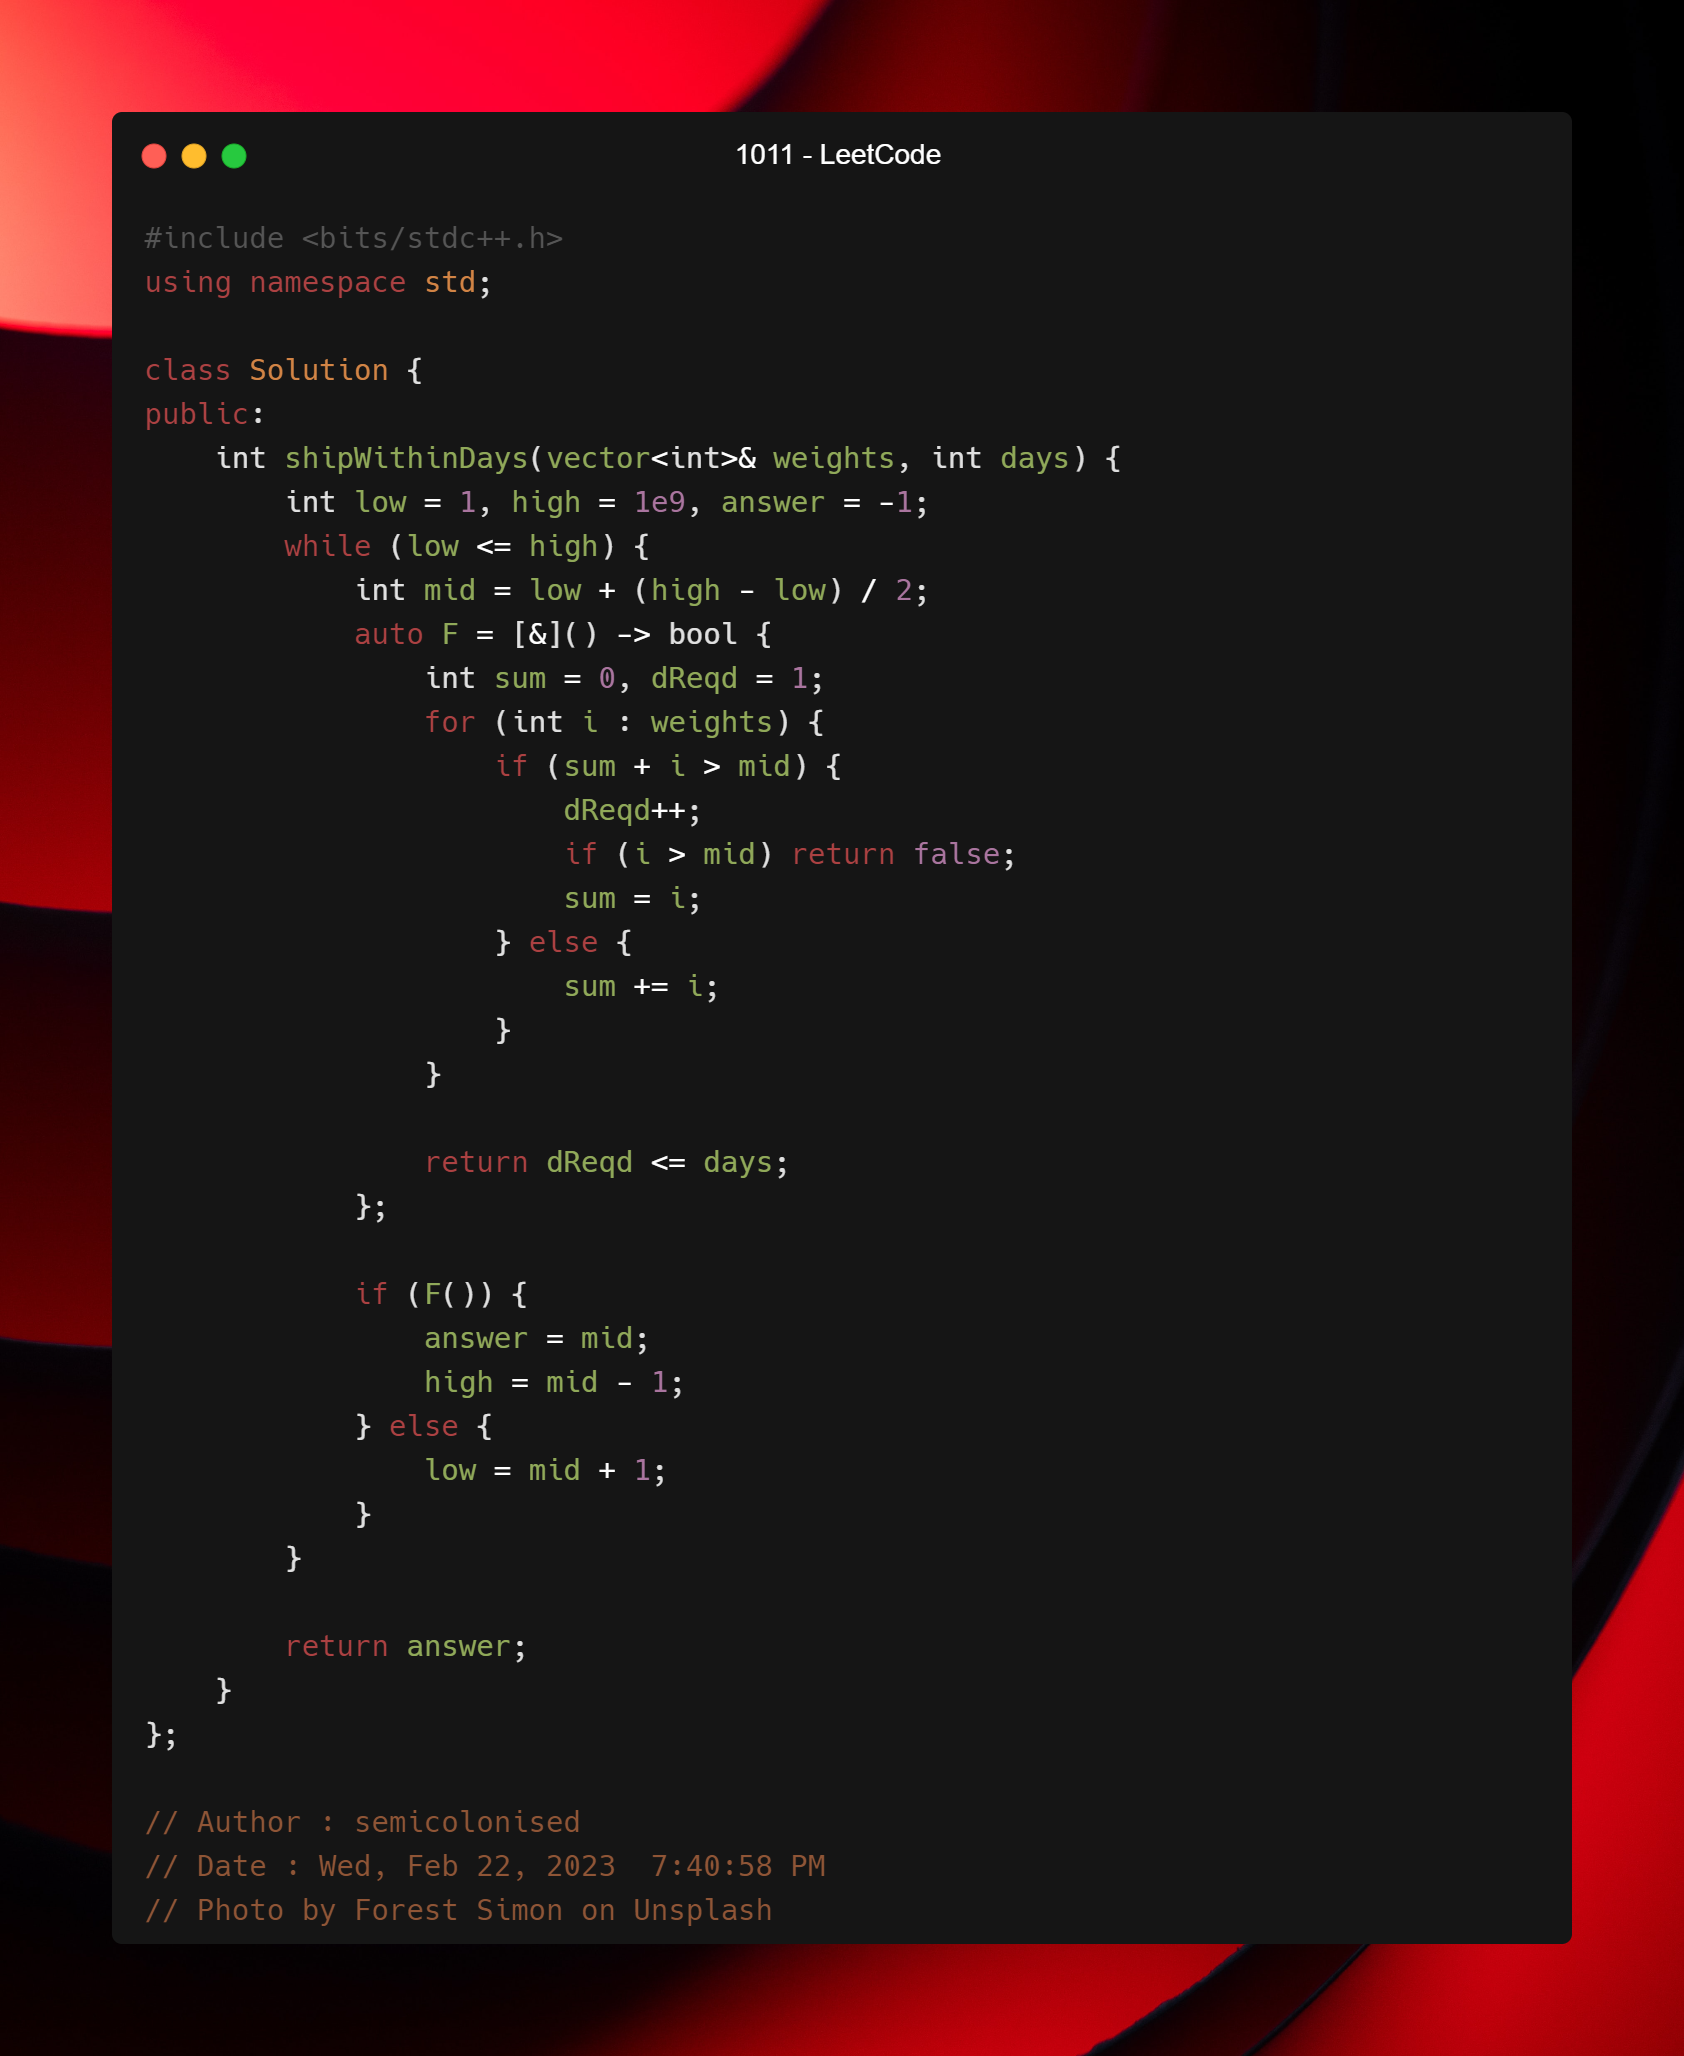 1011 - LeetCode
#include <bits/stdc++.h>
using namespace std;
class Solution {
public:
    int shipWithinDays(vector<int>& weights, int days) {
        int low = 1, high = 1e9, answer = -1;
        while (low <= high) {
            int mid = low + (high - low) / 2;
            auto F = [&]() -> bool {
                int sum = 0, dReqd = 1;
                for (int i : weights) {
                    if (sum + i > mid) {
                        dReqd++;
                        if (i > mid) return false;
                        sum = i;
                    } else {
                        sum += i;
                    }
                }
                return dReqd <= days;
            };
            if (F()) {
                answer = mid;
                high = mid - 1;
            } else {
                low = mid + 1;
            }
        }
        return answer;
    }
};
// Author : semicolonised
// Date : Wed, Feb 22, 2023  7:40:58 PM
// Photo by Forest Simon on Unsplash